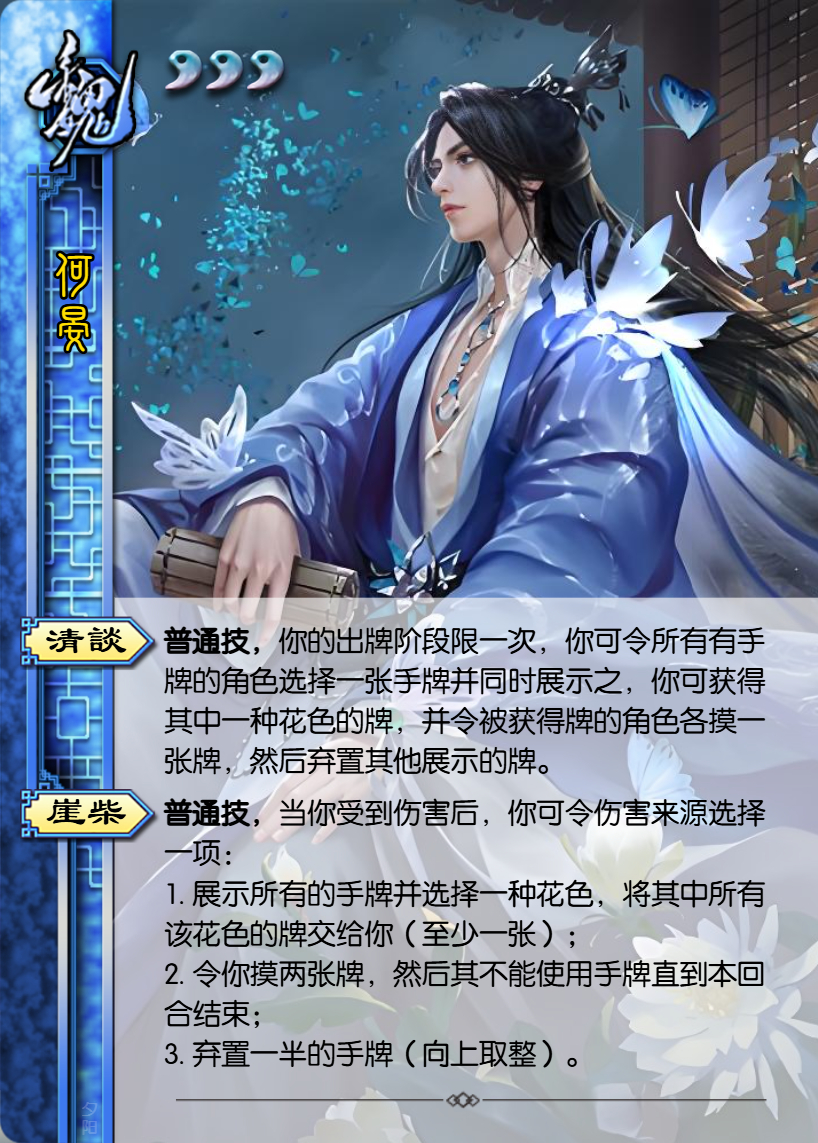 魏
何晏
清談
普通技，你的出牌阶段限一次，你可令所有有手
牌的角色选择一张手牌并同时展示之，你可获得
其中一种花色的牌，并令被获得牌的角色各摸一
张牌，然后弃置其他展示的牌。
崖柴
普通技，当你受到伤害后，你可令伤害来源选择
一项：
1. 展示所有的手牌并选择一种花色，将其中所有
该花色的牌交给你（至少一张）；
2. 令你摸两张牌，然后其不能使用手牌直到本回
合结束；
3. 弃置一半的手牌（向上取整）。
夕阳